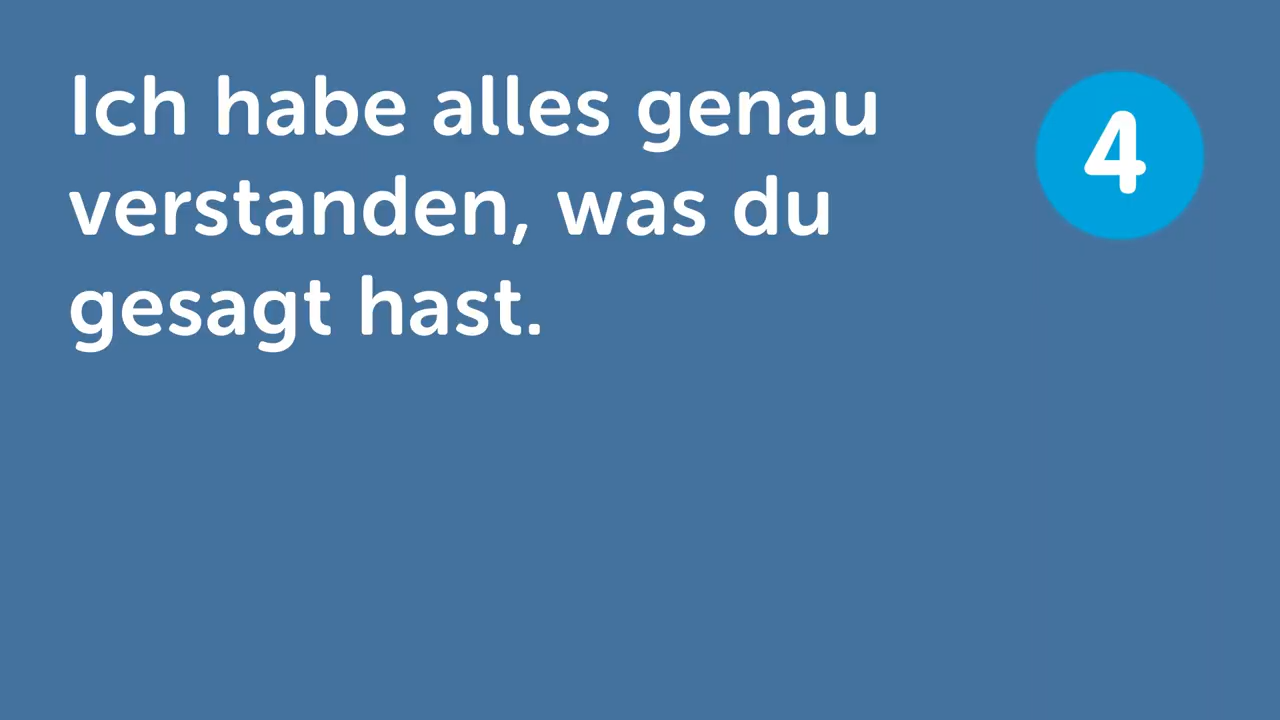 Ich habe alles genau
verstanden, was du
gesagt hast.
4